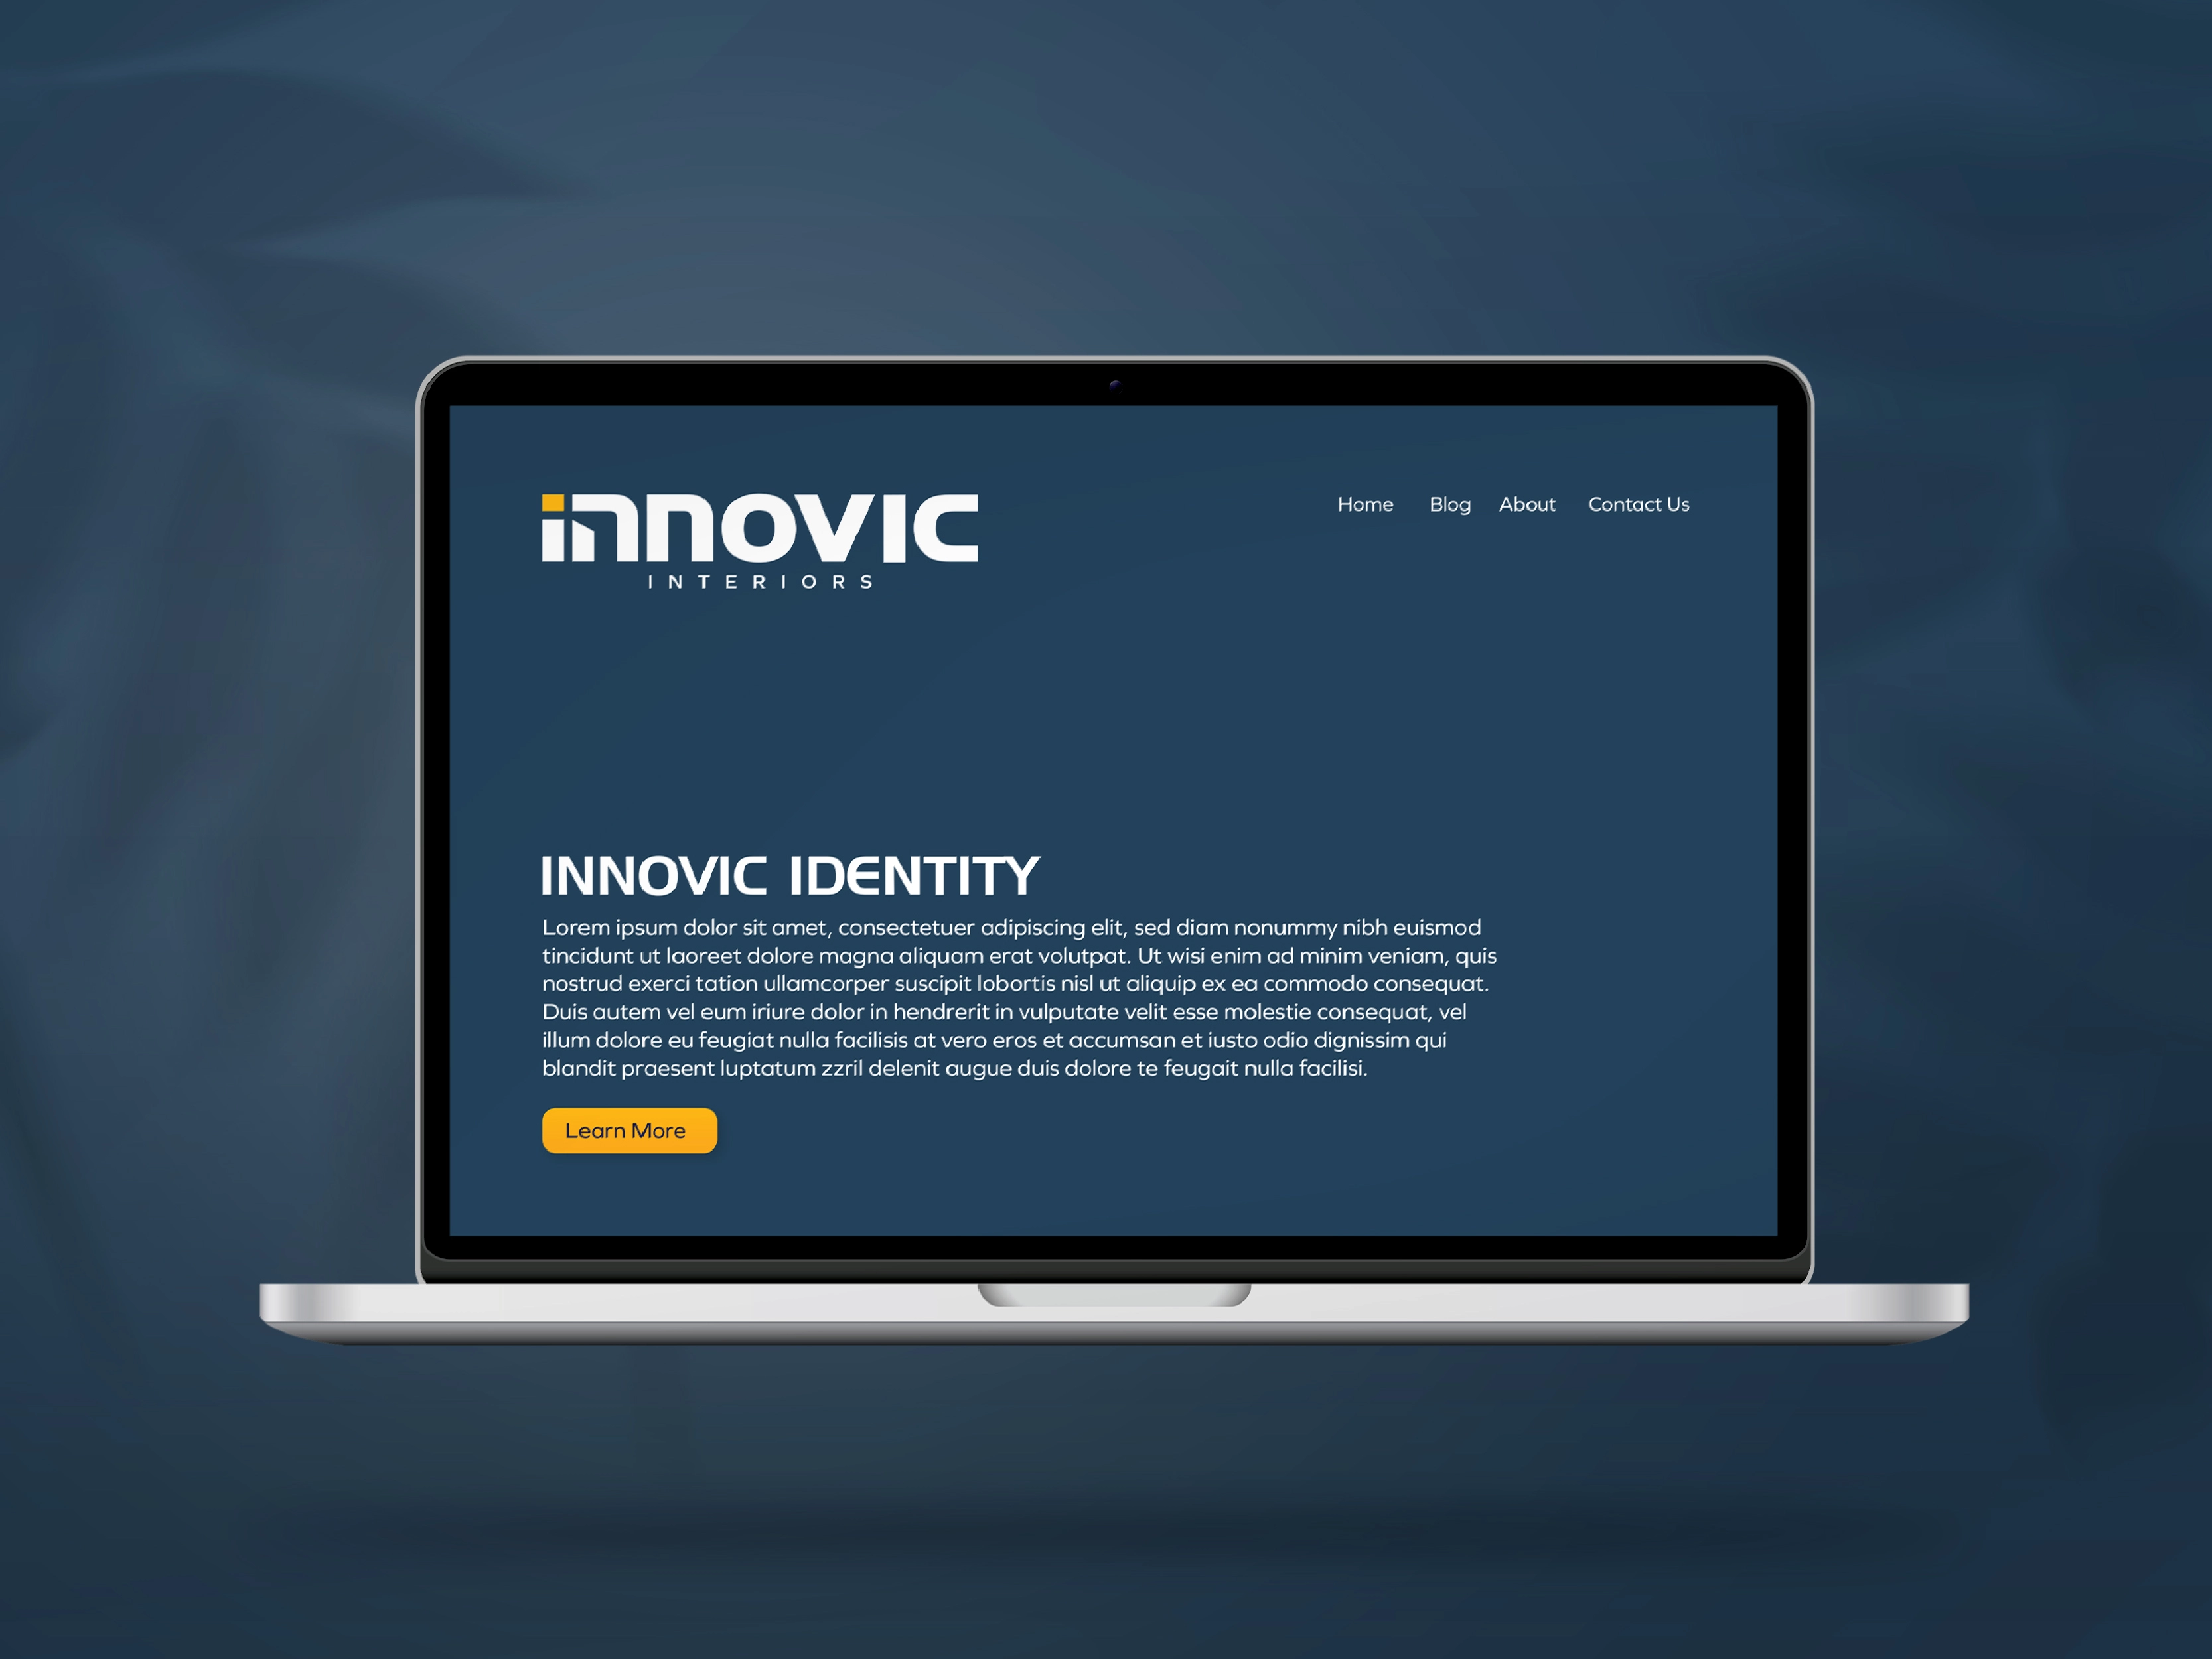 INNOVIC
INTERIORS
Home Blog About Contact Us
INNOVIC IDENTITY
Lorem ipsum dolor sit amet, consectetuer adipiscing elit, sed diam nonummy nibh euismod
tincidunt ut laoreet dolore magna aliquam erat volutpat. Ut wisi enim ad minim veniam, quis
nostrud exerci tation ullamcorper suscipit lobortis nisl ut aliquip ex ea commodo consequat.
Duis autem vel eum iriure dolor in hendrerit in vulputate velit esse molestie consequat, vel
illum dolore eu feugiat nulla facilisis at vero eros et accumsan et iusto odio dignissim qui
blandit praesent luptatum zzril delenit augue duis dolore te feugait nulla facilisi.
Learn More